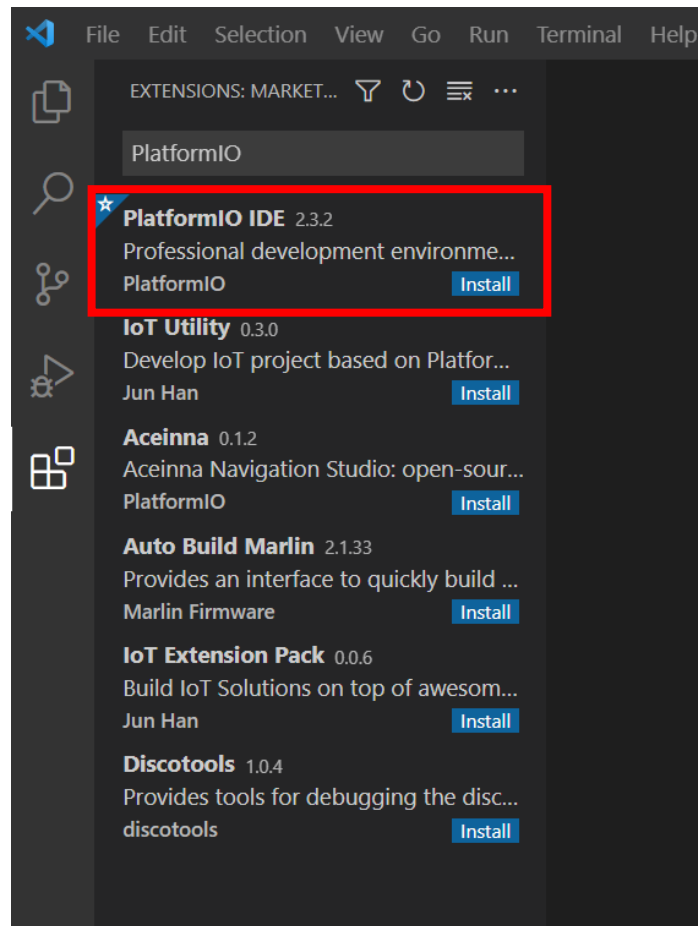 File Edit Selection View Go Run Terminal Help
EXTENSIONS: MARKET...
PlatformIO
PlatformIO IDE 2.3.2
Professional development environme...
PlatformIO Install
IoT Utility 0.3.0
Develop IoT project based on Platfor...
Jun Han Install
Aceinna 0.1.2
Aceinna Navigation Studio: open-sour...
PlatformIO Install
Auto Build Marlin 2.1.33
Provides an interface to quickly build ...
Marlin Firmware Install
IoT Extension Pack 0.0.6
Build IoT Solutions on top of awesom...
Jun Han Install
Discotools 1.0.4
Provides tools for debugging the disc...
discotools Install